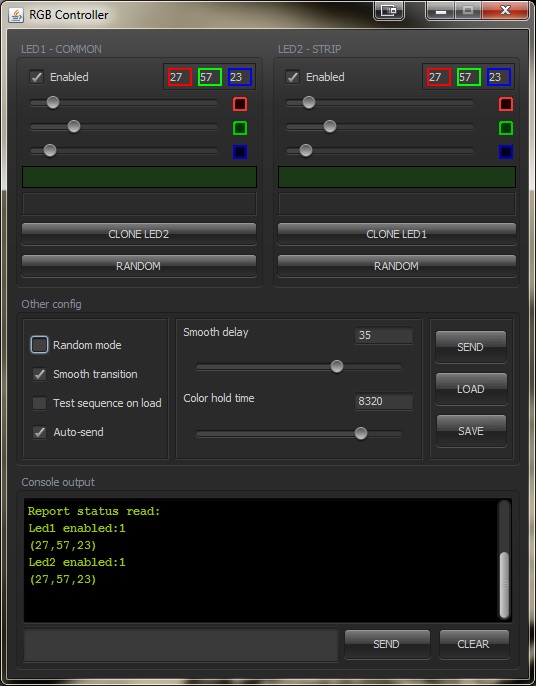 RGB Controller
LED1 - COMMON
LED2 - STRIP
Enabled 27 57 23
Enabled 27 57 23
CLONE LED2
CLONE LED1
RANDOM
RANDOM
Other config
Random mode
Smooth transition
Test sequence on load
Auto-send
Smooth delay 35
Color hold time 8320
SEND
LOAD
SAVE
Console output
Report status read:
Led1 enabled:1
(27,57,23)
Led2 enabled:1
(27,57,23)
SEND
CLEAR